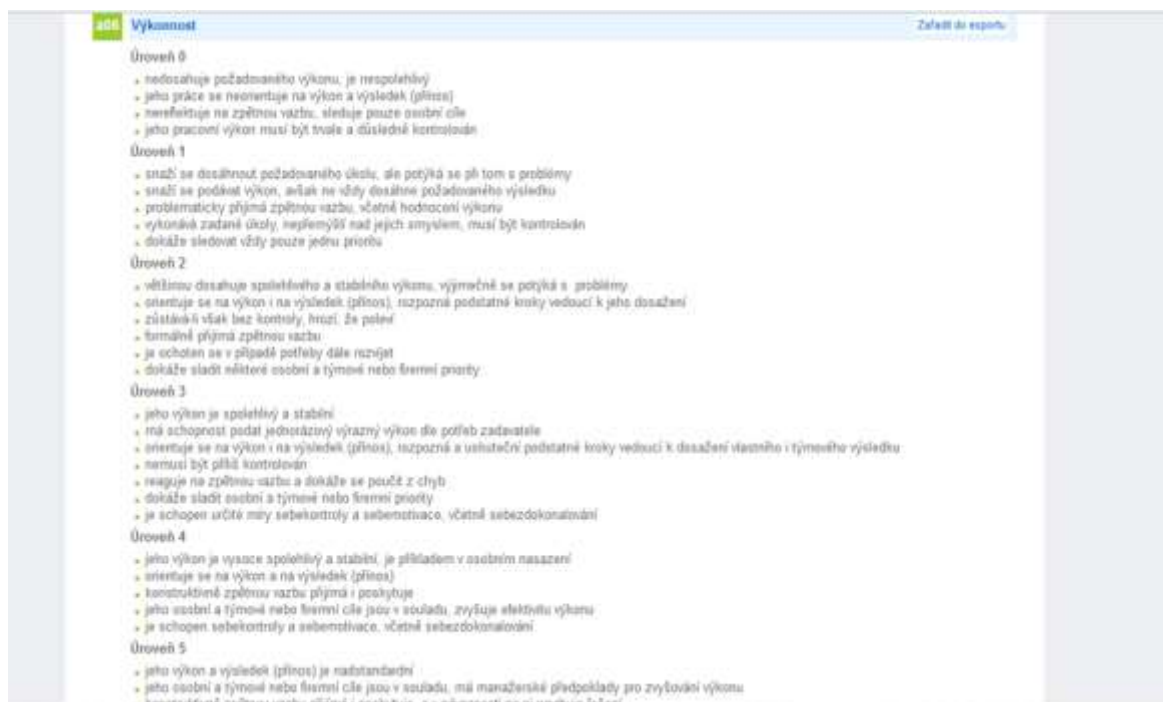 a06 Výkonnost Zařadit do exportu
Úroveň 0
nedosahuje požadovaného výkonu, je nespolehlivý
jeho práce se neorientuje na výkon a výsledek (přínos)
nereflektuje na zpětnou vazbu, sleduje pouze osobní cíle
jeho pracovní výkon musí být trvale a důsledně kontrolován
Úroveň 1
snaží se dosáhnout požadovaného úkolu, ale potýká se při tom s problémy
snaží se podávat výkon, avšak ne vždy dosáhne požadovaného výsledku
problematicky přijímá zpětnou vazbu, včetně hodnocení výkonu
vykonává zadané úkoly, nepřemýšlí nad jejich smyslem, musí být kontrolován
dokáže sledovat vždy pouze jednu prioritu
Úroveň 2
většinou dosahuje spolehlivého a stabilního výkonu, výjimečně se potýká s problémy
orientuje se na výkon i na výsledek (přínos), rozpozná podstatné kroky vedoucí k jeho dosažení
zůstává-li však bez kontroly, hrozí, že poleví
formálně přijímá zpětnou vazbu
je ochoten se v případě potřeby dále rozvíjet
dokáže sladit některé osobní a týmové nebo firemní priority
Úroveň 3
jeho výkon je spolehlivý a stabilní
má schopnost podat jednorázový výrazný výkon dle potřeb zadavatele
orientuje se na výkon i na výsledek (přínos), rozpozná a uskuteční podstatné kroky vedoucí k dosažení vlastního i týmového výsledku
nemusí být příliš kontrolován
reaguje na zpětnou vazbu a dokáže se poučit z chyb
dokáže sladit osobní a týmové nebo firemní priority
je schopen určité míry sebekontroly a sebemotivace, včetně sebezdokonalování
Úroveň 4
jeho výkon je vysoce spolehlivý a stabilní, je příkladem v osobním nasazení
orientuje se na výkon a na výsledek (přínos)
konstruktivně zpětnou vazbu přijímá i poskytuje
jeho osobní a týmové nebo firemní cíle jsou v souladu, zvyšuje efektivitu výkonu
je schopen sebekontroly a sebemotivace, včetně sebezdokonalování
Úroveň 5
jeho výkon a výsledek (přínos) je nadstandardní
jeho osobní a týmové nebo firemní cíle jsou v souladu, má manažerské předpoklady pro zvyšování výkonu